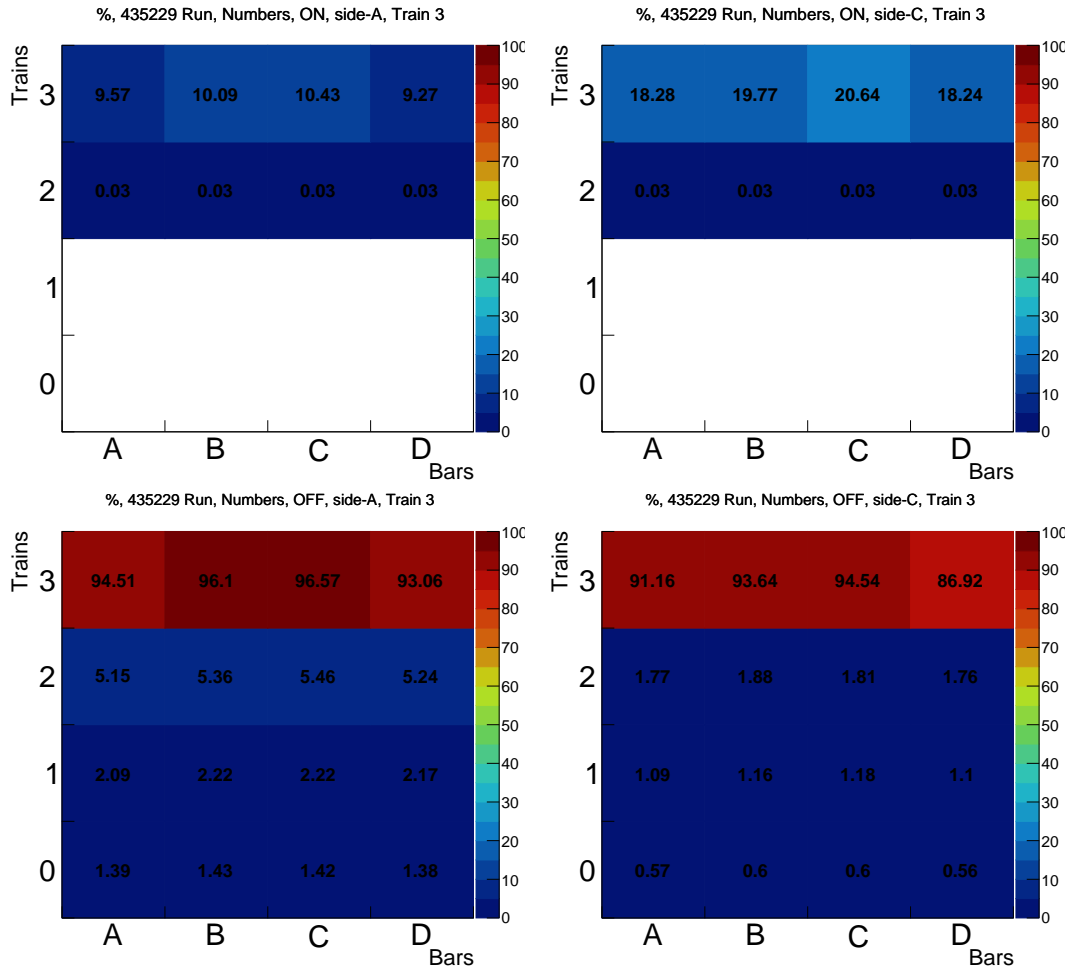 %, 435229 Run, Numbers, ON, side-A, Train 3
Trains
3
2
1
0
9.57 10.09 10.43 9.27
0.03 0.03 0.03 0.03
A B C D
Bars
100
90
80
70
60
50
40
30
20
10
0
%, 435229 Run, Numbers, ON, side-C, Train 3
Trains
3
2
1
0
18.28 19.77 20.64 18.24
0.03 0.03 0.03 0.03
A B C D
Bars
100
90
80
70
60
50
40
30
20
10
0
%, 435229 Run, Numbers, OFF, side-A, Train 3
Trains
3
2
1
0
94.51 96.1 96.57 93.06
5.15 5.36 5.46 5.24
2.09 2.22 2.22 2.17
1.39 1.43 1.42 1.38
A B C D
Bars
100
90
80
70
60
50
40
30
20
10
0
%, 435229 Run, Numbers, OFF, side-C, Train 3
Trains
3
2
1
0
91.16 93.64 94.54 86.92
1.77 1.88 1.81 1.76
1.09 1.16 1.18 1.1
0.57 0.6 0.6 0.56
A B C D
Bars
100
90
80
70
60
50
40
30
20
10
0